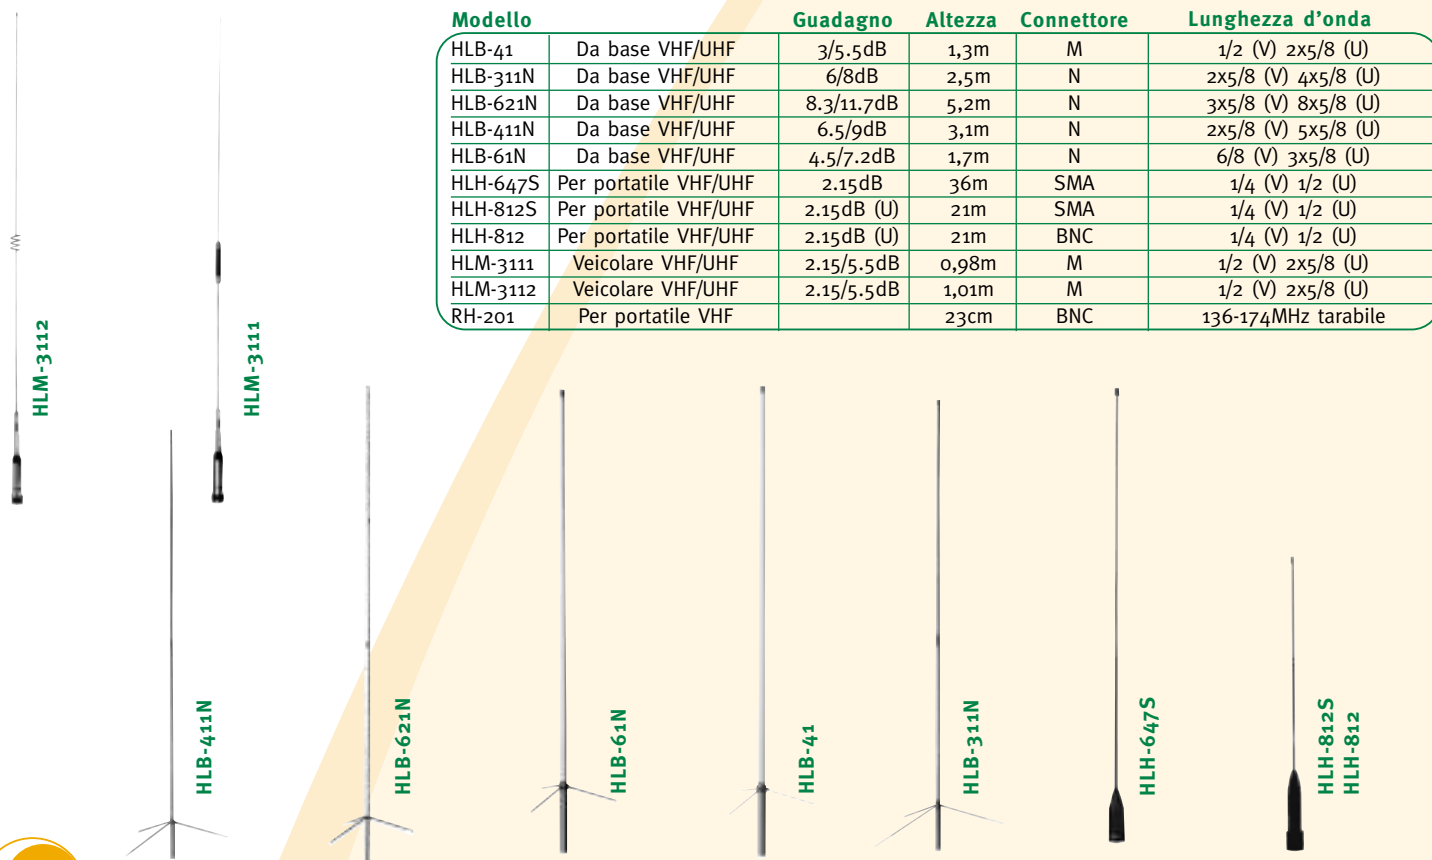 Modello Guadagno Altezza Connettore Lunghezza d'onda
HLB-41 Da base VHF/UHF 3/5.5dB 1,3m M 1/2 (V) 2x5/8 (U)
HLB-311N Da base VHF/UHF 6/8dB 2,5m N 2x5/8 (V) 4x5/8 (U)
HLB-621N Da base VHF/UHF 8.3/11.7dB 5,2m N 3x5/8 (V) 8x5/8 (U)
HLB-411N Da base VHF/UHF 6.5/9dB 3,1m N 2x5/8 (V) 5x5/8 (U)
HLB-61N Da base VHF/UHF 4.5/7.2dB 1,7m N 6/8 (V) 3x5/8 (U)
HLH-647S Per portatile VHF/UHF 2.15dB 36m SMA 1/4 (V) 1/2 (U)
HLH-812S Per portatile VHF/UHF 2.15dB (U) 21m SMA 1/4 (V) 1/2 (U)
HLH-812 Per portatile VHF/UHF 2.15dB (U) 21m BNC 1/4 (V) 1/2 (U)
HLM-3111 Veicolare VHF/UHF 2.15/5.5dB 0,98m M 1/2 (V) 2x5/8 (U)
HLM-3112 Veicolare VHF/UHF 2.15/5.5dB 1,01m M 1/2 (V) 2x5/8 (U)
RH-201 Per portatile VHF 23cm BNC 136-174MHz tarabile
HLM-3112
HLM-3111
HLB-411N
HLB-621N
HLB-61N
HLB-41
HLB-311N
HLH-647S
HLH-812S
HLH-812